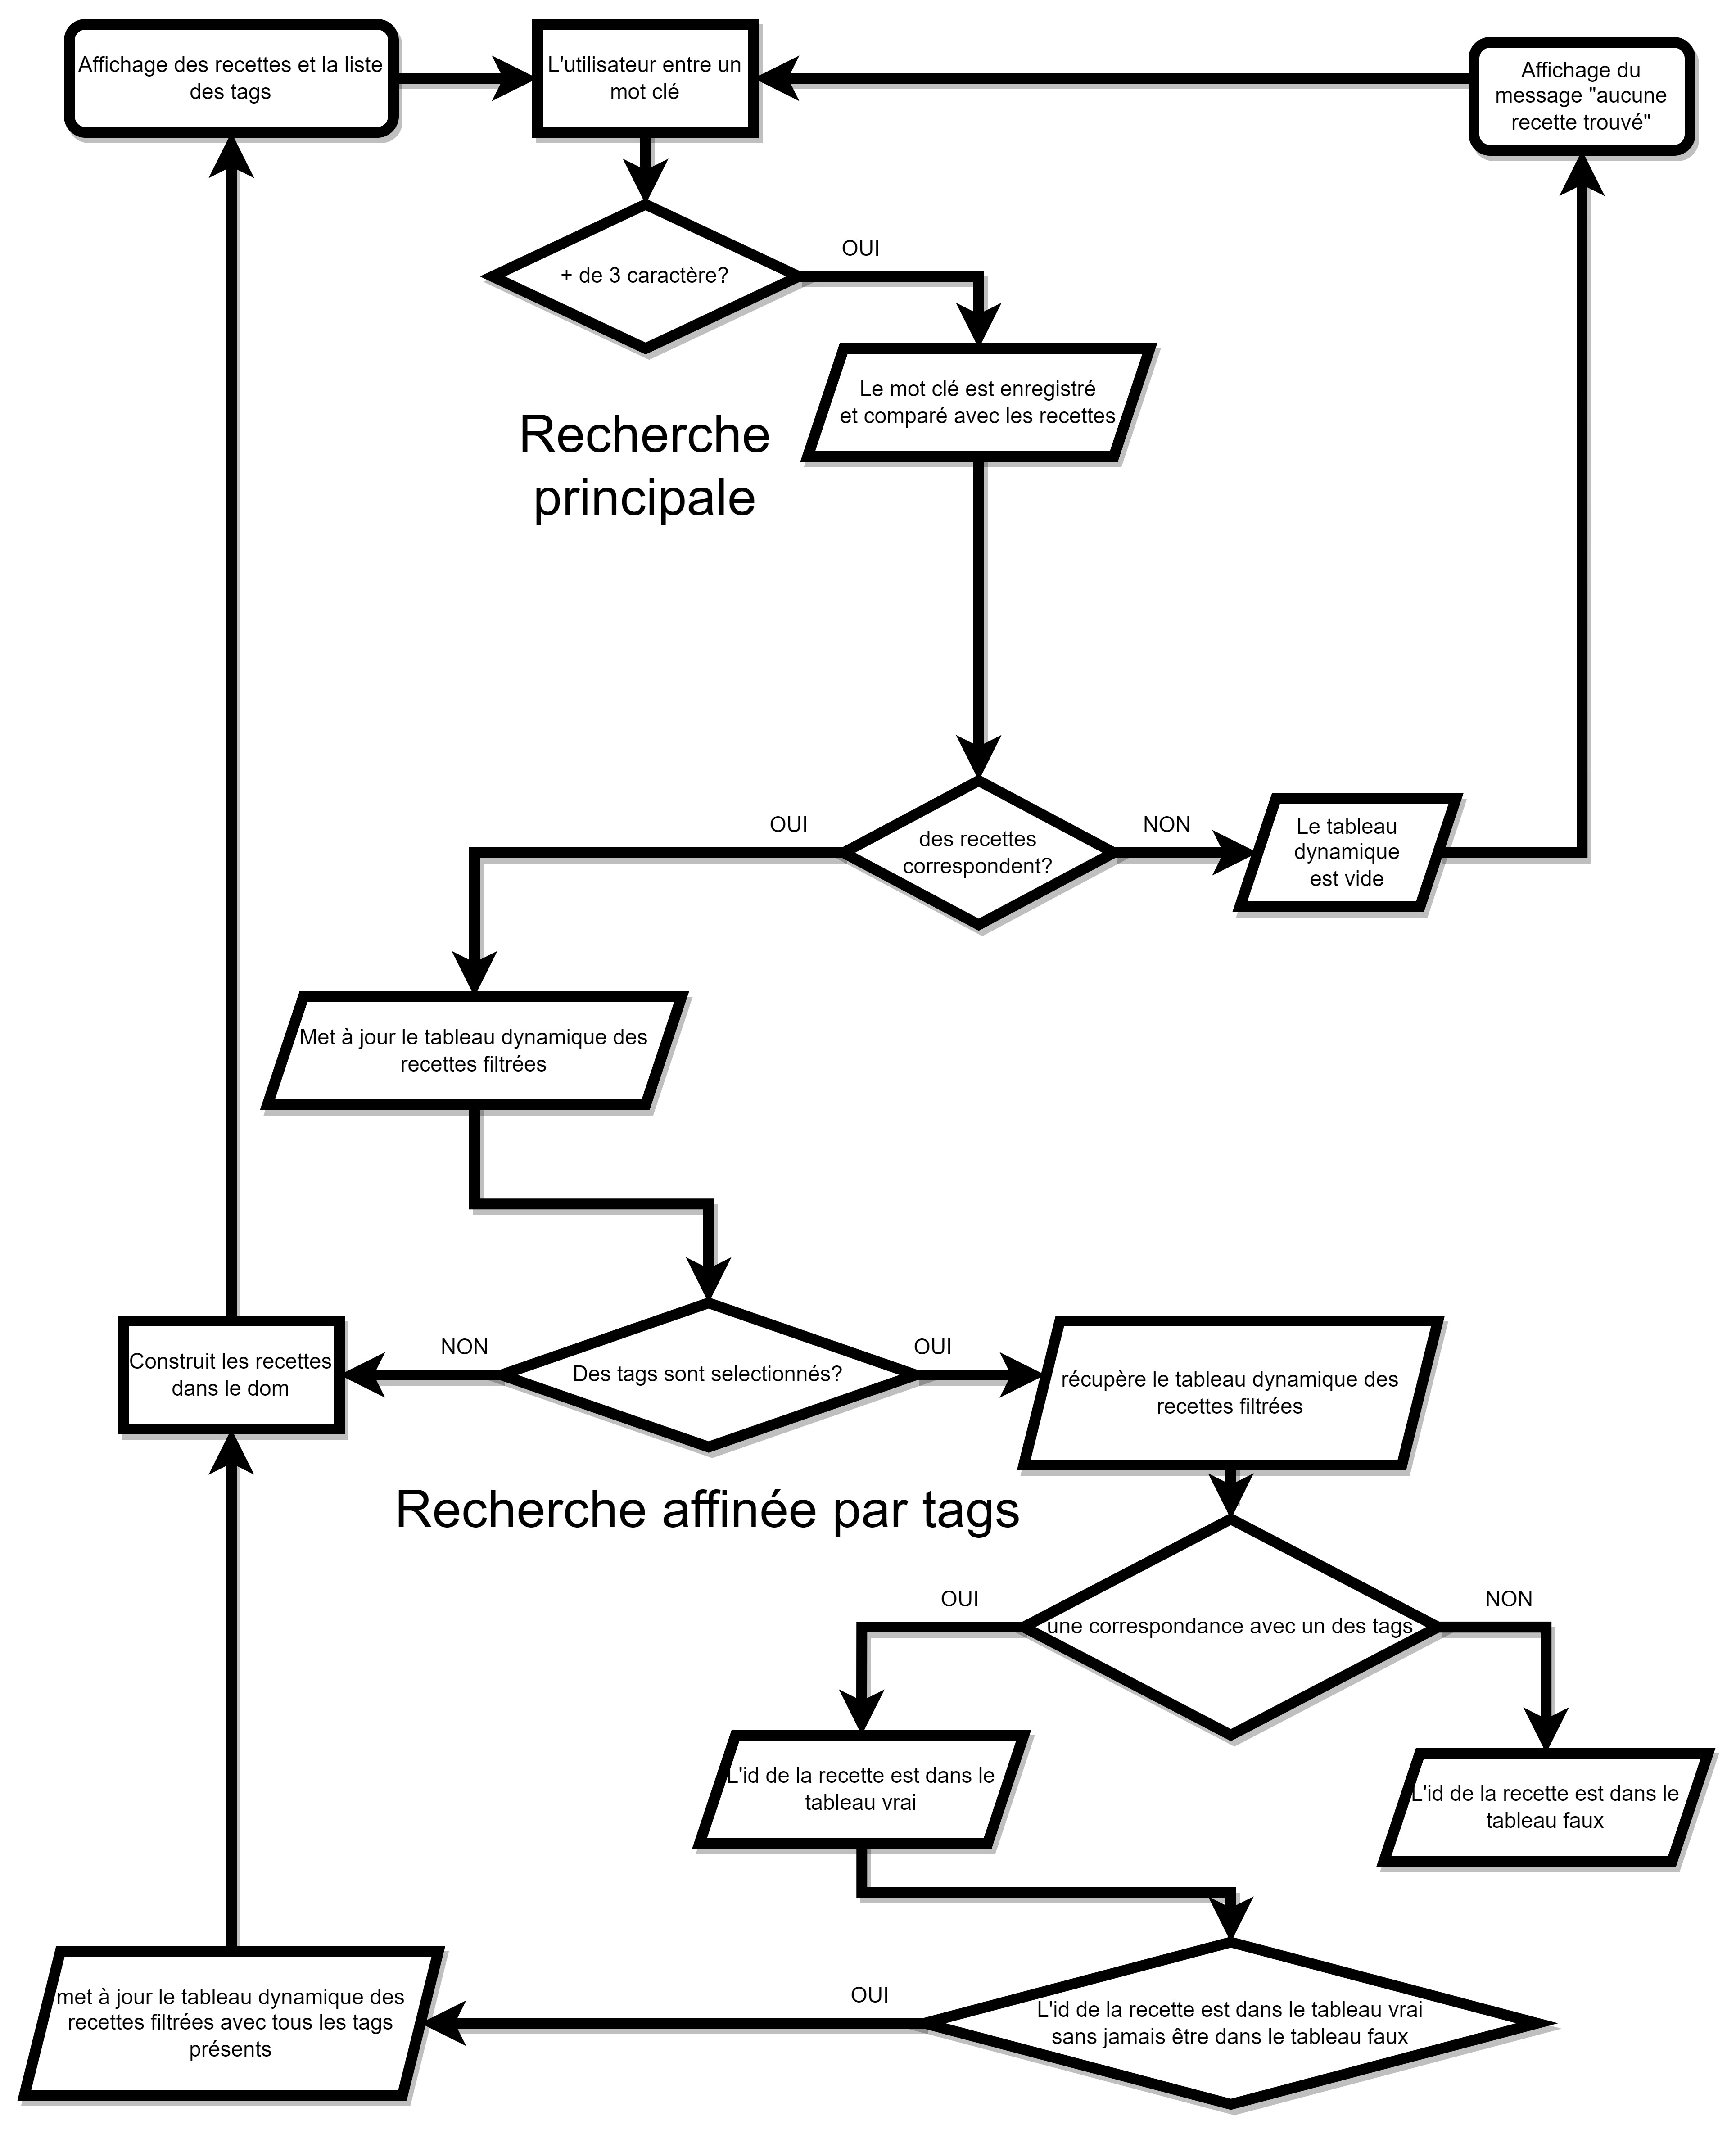 Affichage des recettes et la liste
des tags
L'utilisateur entre un
mot clé
Affichage du
message "aucune
recette trouvé"
+ de 3 caractère?
OUI
Le mot clé est enregistré
et comparé avec les recettes
Recherche
principale
OUI
des recettes
correspondent?
NON
Le tableau
dynamique
est vide
Met à jour le tableau dynamique des
recettes filtrées
Construit les recettes
dans le dom
NON
Des tags sont selectionnés?
OUI
récupère le tableau dynamique des
recettes filtrées
Recherche affinée par tags
OUI
une correspondance avec un des tags
NON
L'id de la recette est dans le
tableau vrai
L'id de la recette est dans le
tableau faux
met à jour le tableau dynamique des
recettes filtrées avec tous les tags
présents
OUI
L'id de la recette est dans le tableau vrai
sans jamais être dans le tableau faux